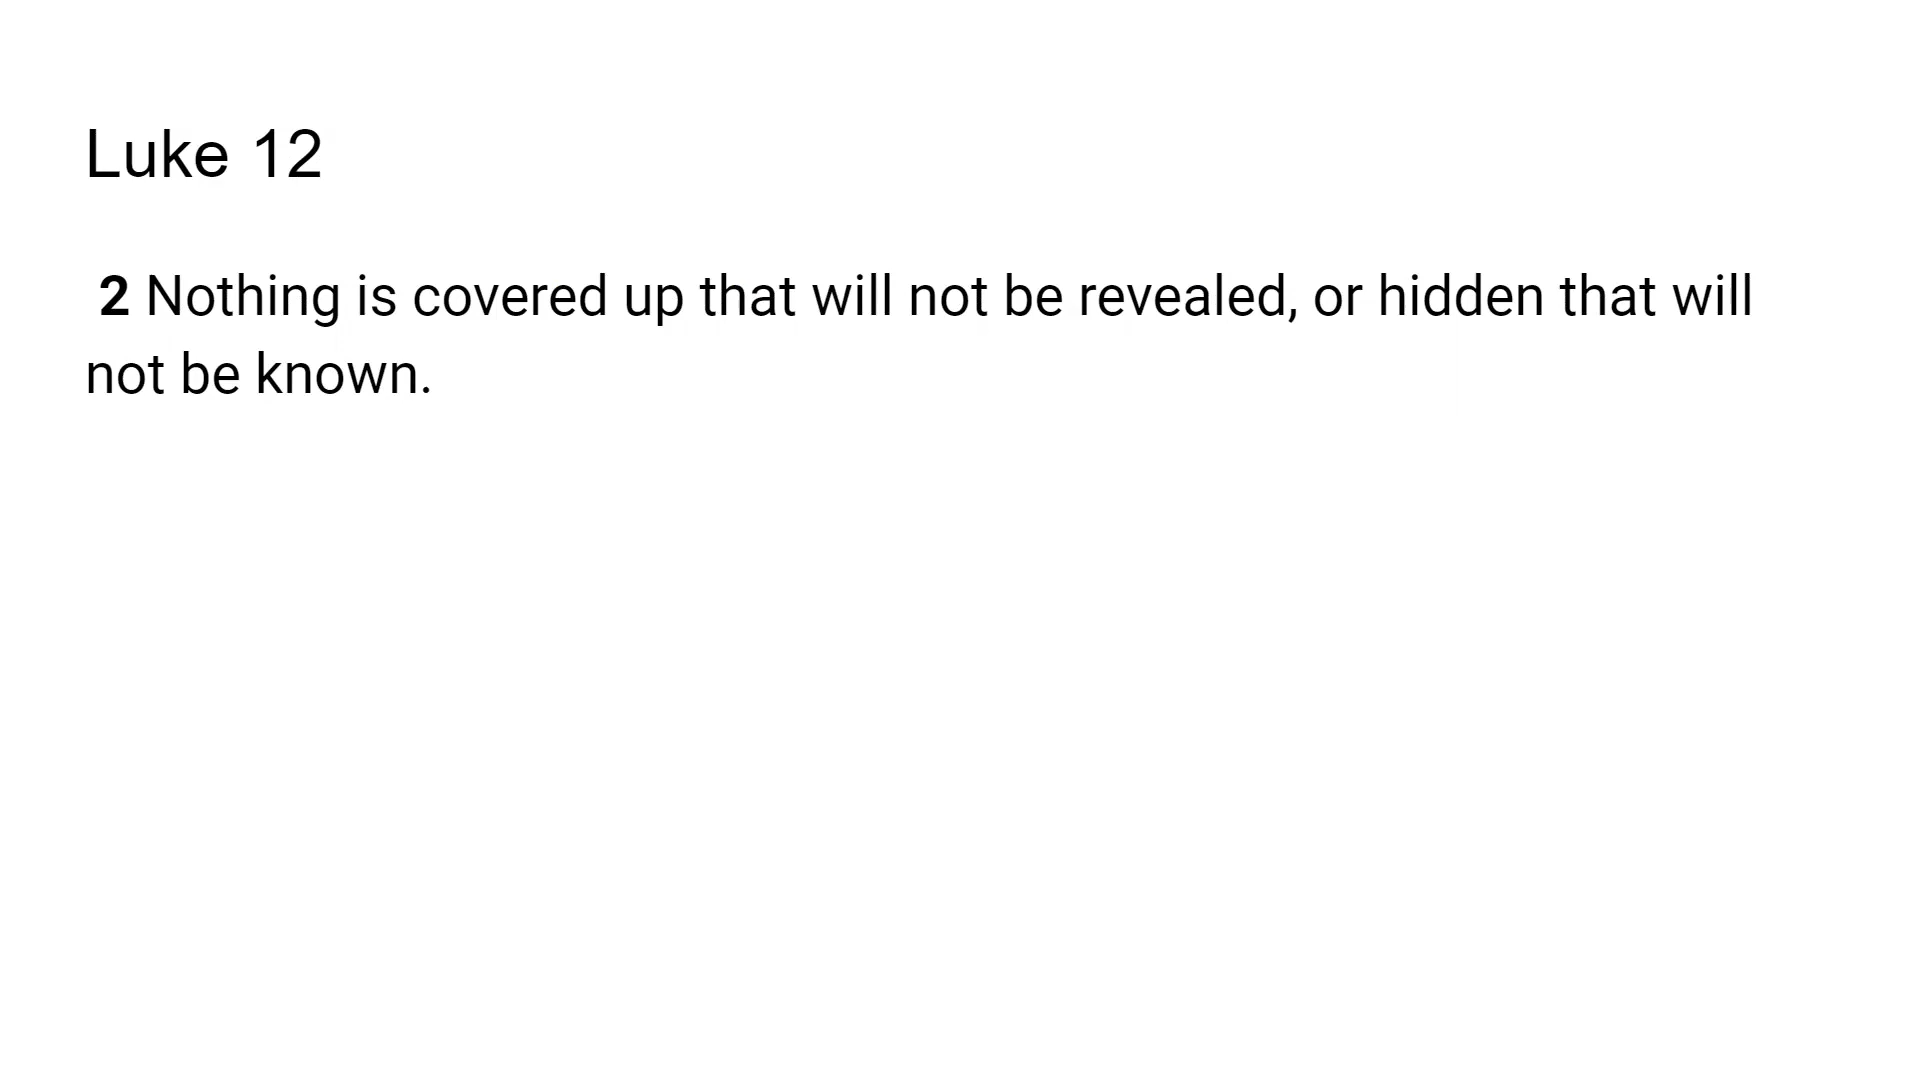 Luke 12
2 Nothing is covered up that will not be revealed, or hidden that will
not be known.